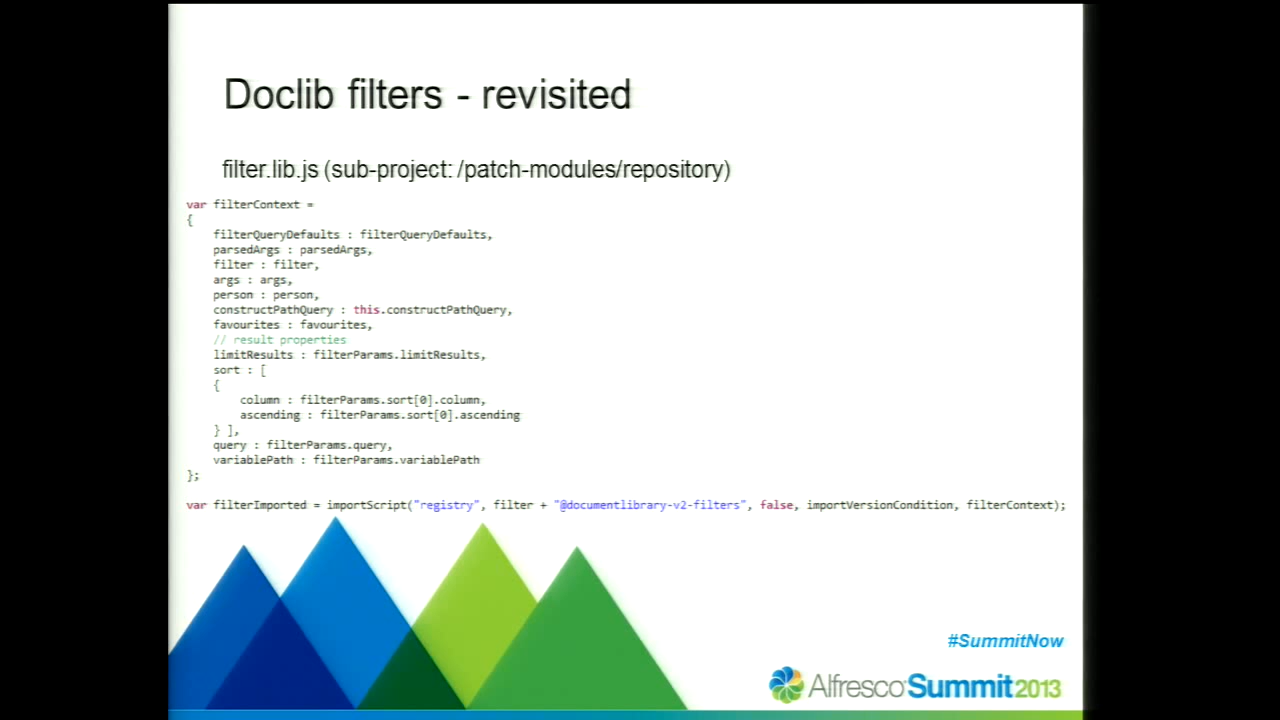 Doclib filters - revisited
filter.lib.js (sub-project: /patch-modules/repository)
var filterContext =
{
    filterQueryDefaults : filterQueryDefaults,
    parsedArgs : parsedArgs,
    filter : filter,
    args : args,
    person : person,
    constructPathQuery : this.constructPathQuery,
    favourites : favourites,
    // result properties
    limitResults : filterParams.limitResults,
    sort : [
    {
        column : filterParams.sort[0].column,
        ascending : filterParams.sort[0].ascending
    } ],
    query : filterParams.query,
    variablePath : filterParams.variablePath
};
var filterImported = importScript("registry", filter + "@documentlibrary-v2-filters", false, importVersionCondition, filterContext);
#SummitNow
Alfresco Summit 2013